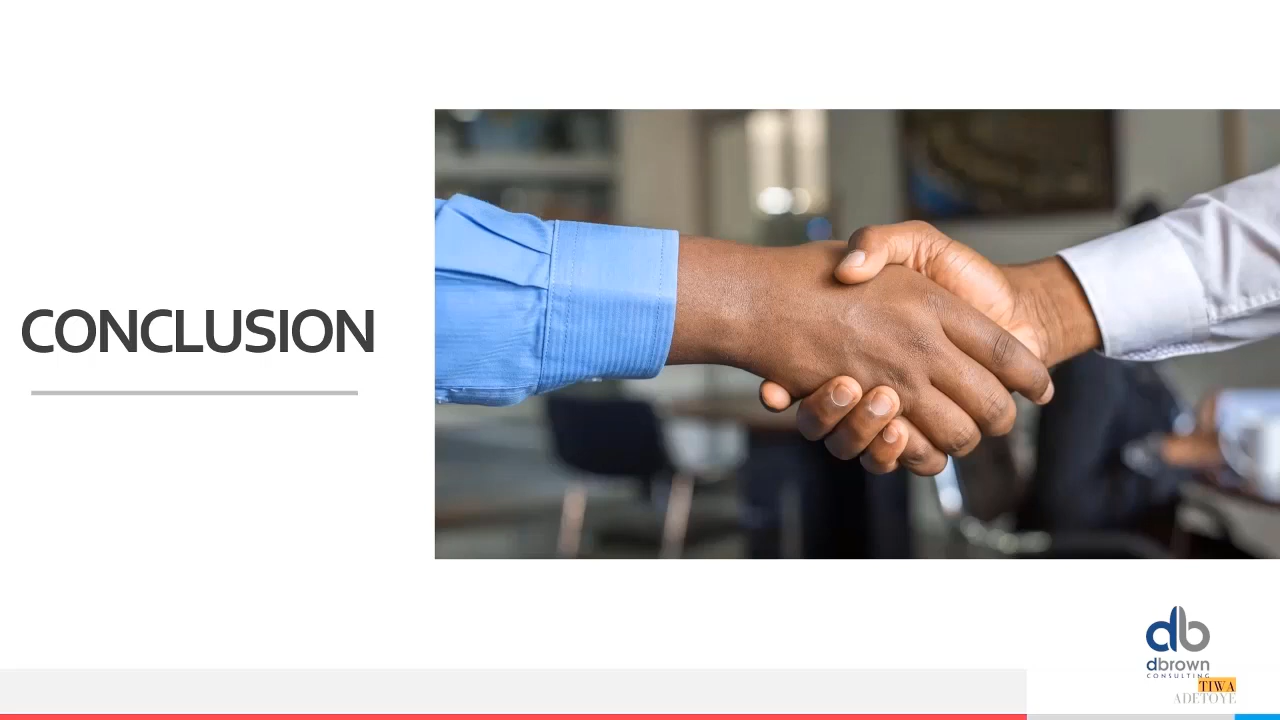 CONCLUSION
db
dbrown
CONSULTING
TIWA
ADETOYE